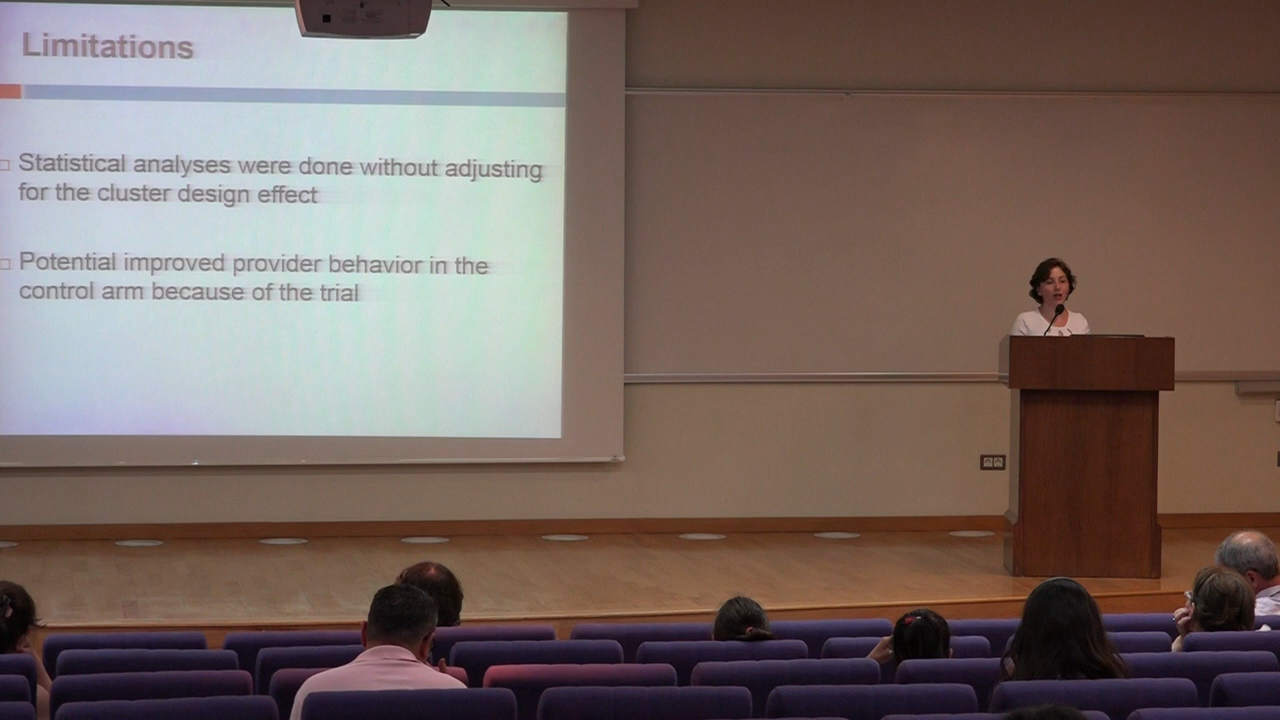 Limitations
Statistical analyses were done without adjusting
for the cluster design effect
Potential improved provider behavior in the
control arm because of the trial